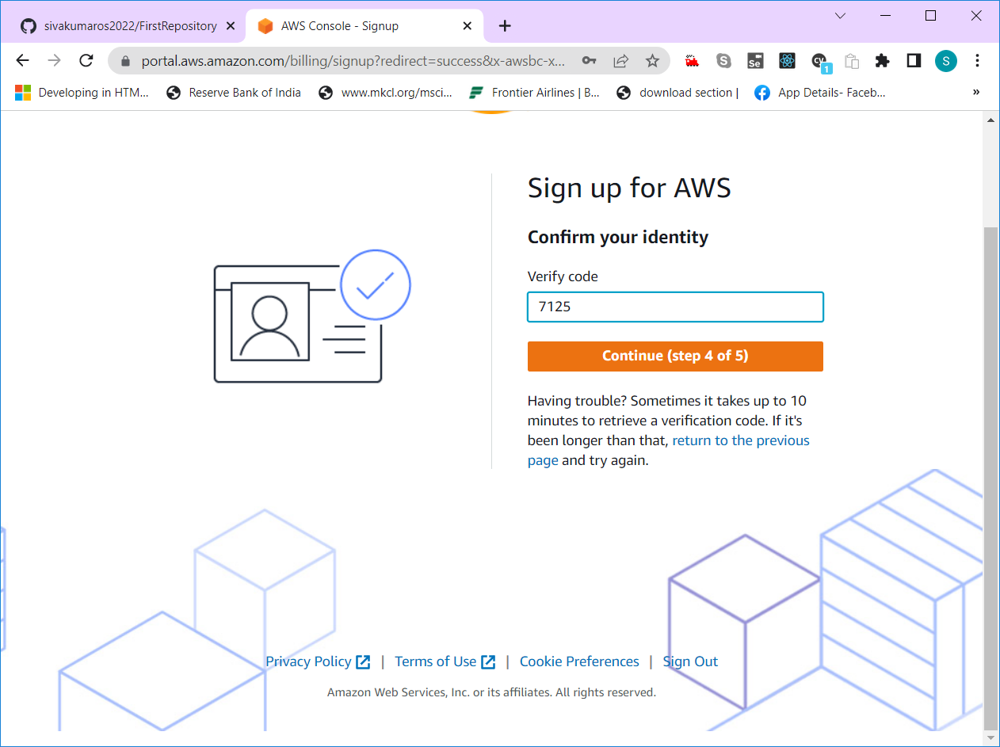 sivakumaros2022/FirstRepository
AWS Console - Signup
portal.aws.amazon.com/billing/signup?redirect=success&x-awsbc-x...
Se
cy
1
S
Developing in HTM...
Reserve Bank of India
www.mkcl.org/msci...
Frontier Airlines | B...
download section |
App Details- Faceb...
»
Sign up for AWS
Confirm your identity
Verify code
7125
Continue (step 4 of 5)
Having trouble? Sometimes it takes up to 10
minutes to retrieve a verification code. If it's
been longer than that, return to the previous
page and try again.
Privacy Policy | Terms of Use | Cookie Preferences | Sign Out
Amazon Web Services, Inc. or its affiliates. All rights reserved.